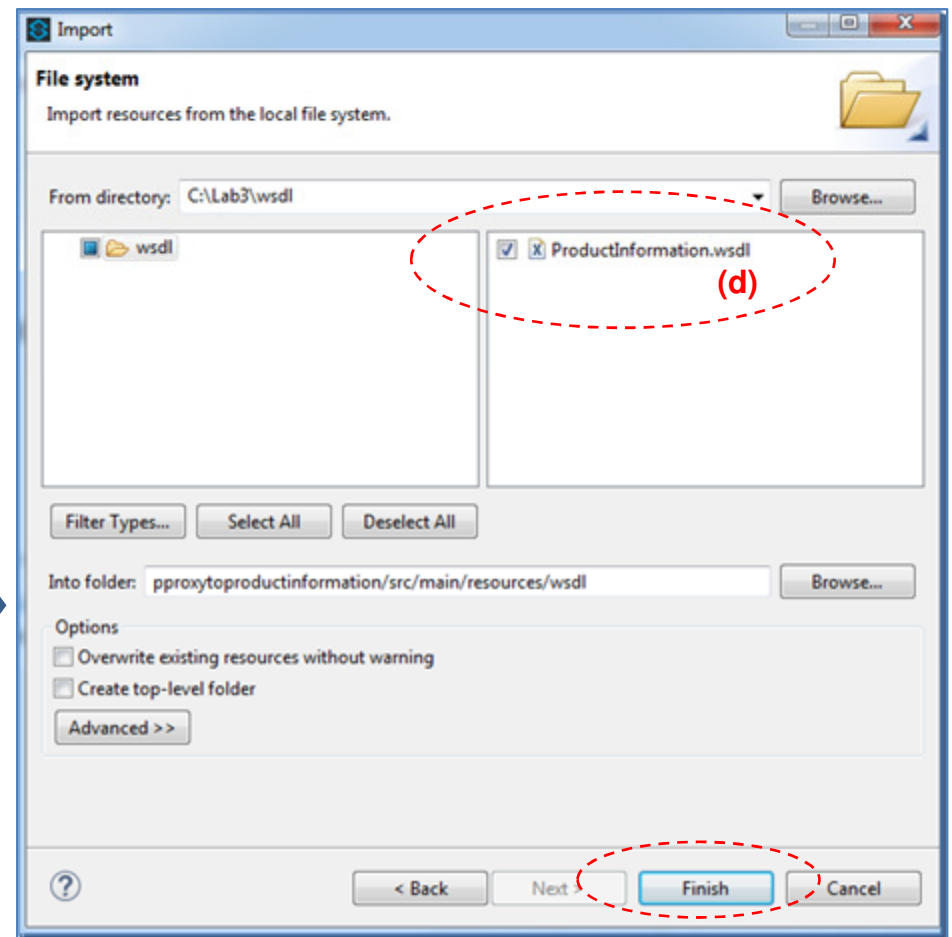 Import
File system
Import resources from the local file system.
From directory: C:\Lab3\wsdl Browse...
wsdl
ProductInformation.wsdl
(d)
Filter Types... Select All Deselect All
Into folder: pproxytoproductinformation/src/main/resources/wsdl Browse...
Options
Overwrite existing resources without warning
Create top-level folder
Advanced >>
? < Back Next > Finish Cancel